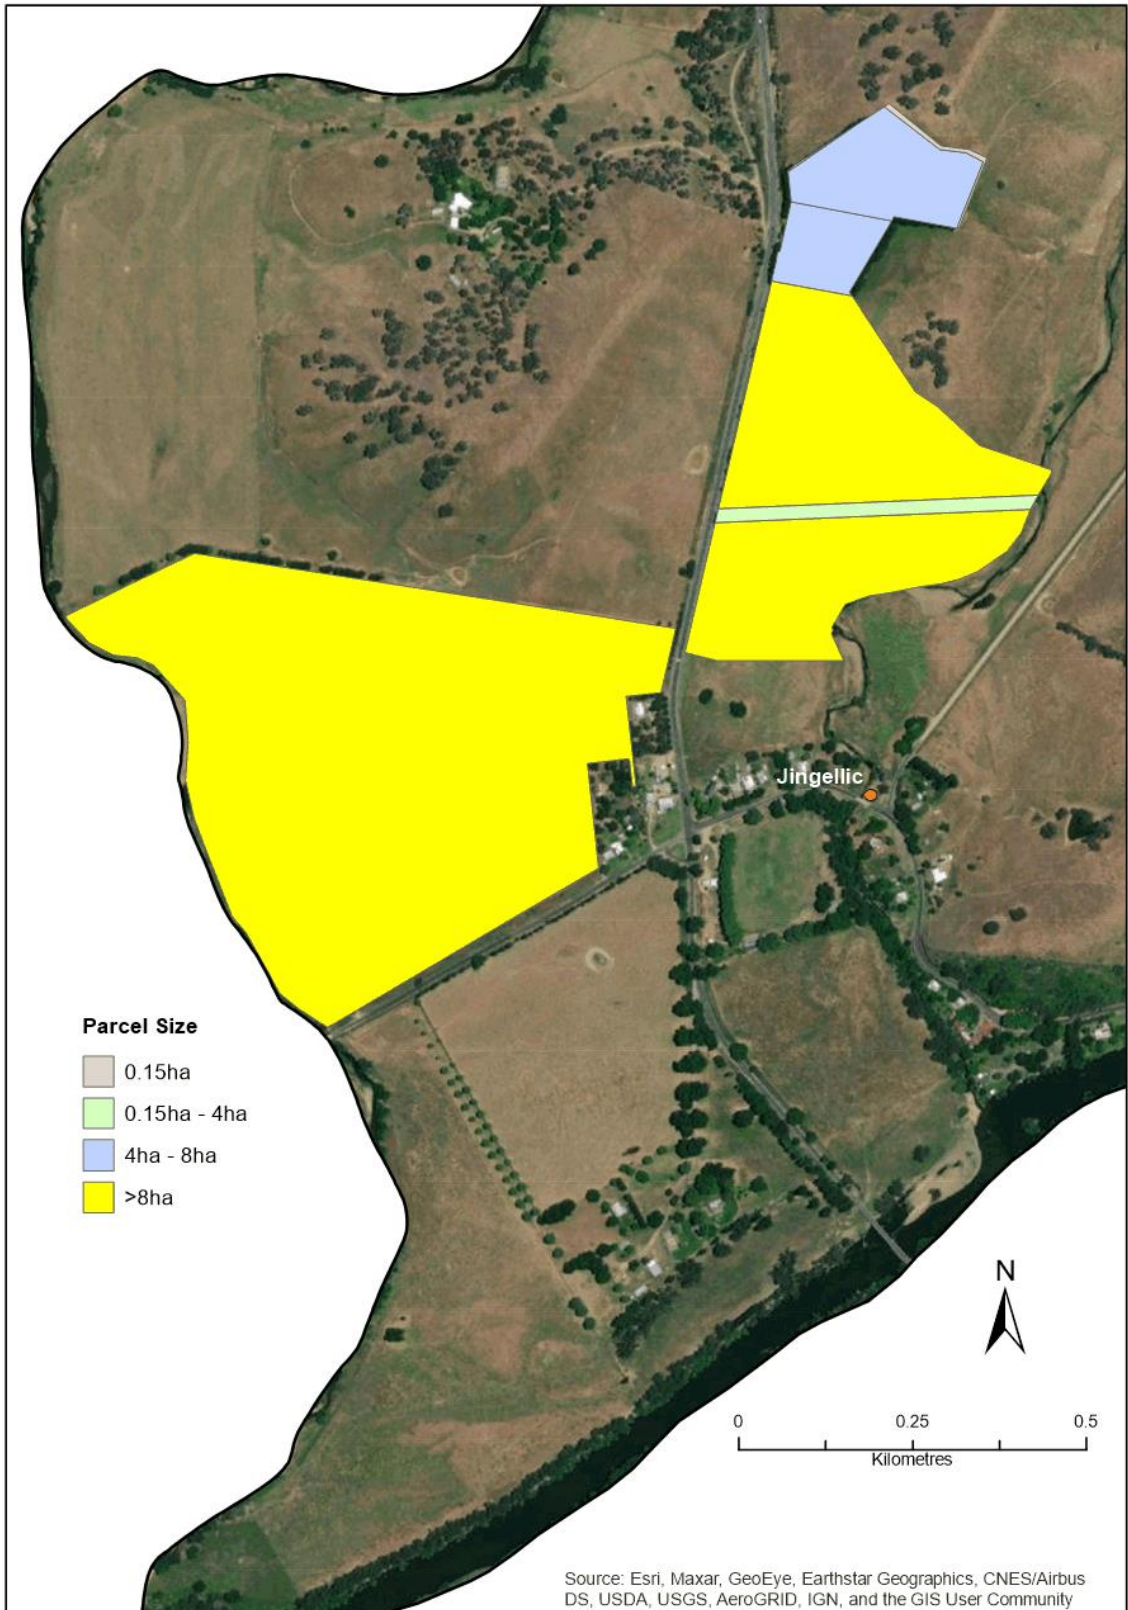 Jingellic
Parcel Size
0.15ha
0.15ha - 4ha
4ha - 8ha
>8ha
N
0 0.25 0.5
Kilometres
Source: Esri, Maxar, GeoEye, Earthstar Geographics, CNES/Airbus
DS, USDA, USGS, AeroGRID, IGN, and the GIS User Community